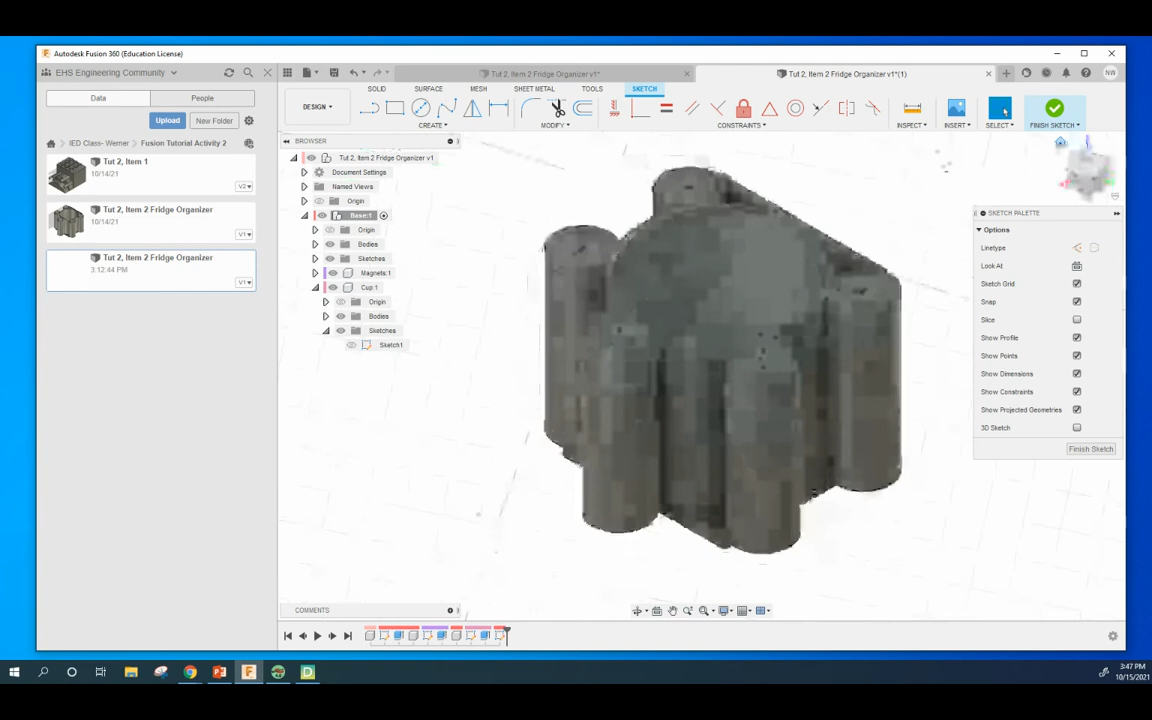 Autodesk Fusion 360 (Education License)
EHS Engineering Community
Tut 2, Item 2 Fridge Organizer v1*
Tut 2, Item 2 Fridge Organizer v1*(1)
NW
Data
People
Upload
New Folder
IED Class- Werner
Fusion Tutorial Activity 2
Tut 2, Item 1
10/14/21
V2
Tut 2, Item 2 Fridge Organizer
10/14/21
V1
Tut 2, Item 2 Fridge Organizer
3:12:44 PM
V1
DESIGN
SOLID
SURFACE
MESH
SHEET METAL
TOOLS
SKETCH
CREATE
MODIFY
CONSTRAINTS
INSPECT
INSERT
SELECT
FINISH SKETCH
BROWSER
Tut 2, Item 2 Fridge Organizer v1
Document Settings
Named Views
Origin
Base:1
Origin
Bodies
Sketches
Magnets:1
Cup:1
Origin
Bodies
Sketches
Sketch1
SKETCH PALETTE
Options
Linetype
Look At
Sketch Grid
Snap
Slice
Show Profile
Show Points
Show Dimensions
Show Constraints
Show Projected Geometries
3D Sketch
Finish Sketch
COMMENTS
3:47 PM
10/15/2021